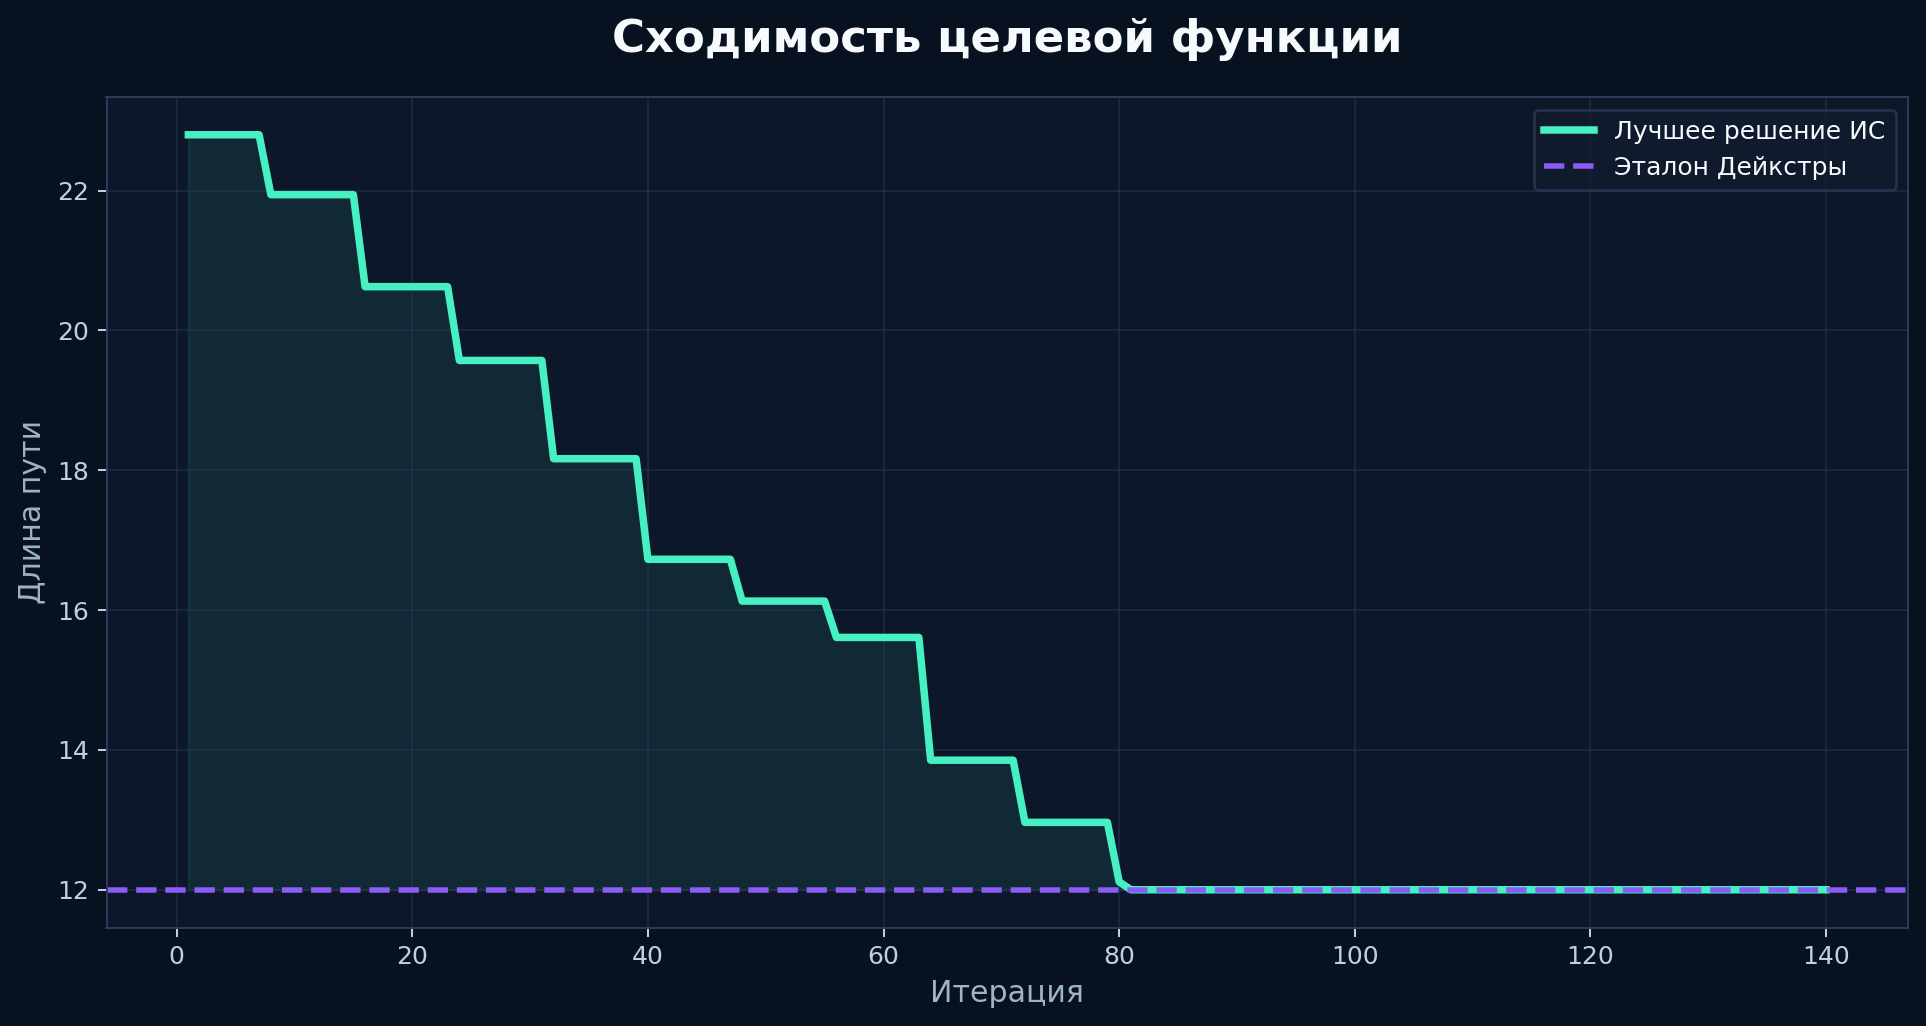 Сходимость целевой функции
Лучшее решение ИС
Эталон Дейкстры
Длина пути
22
20
18
16
14
12
0 20 40 60 80 100 120 140
Итерация